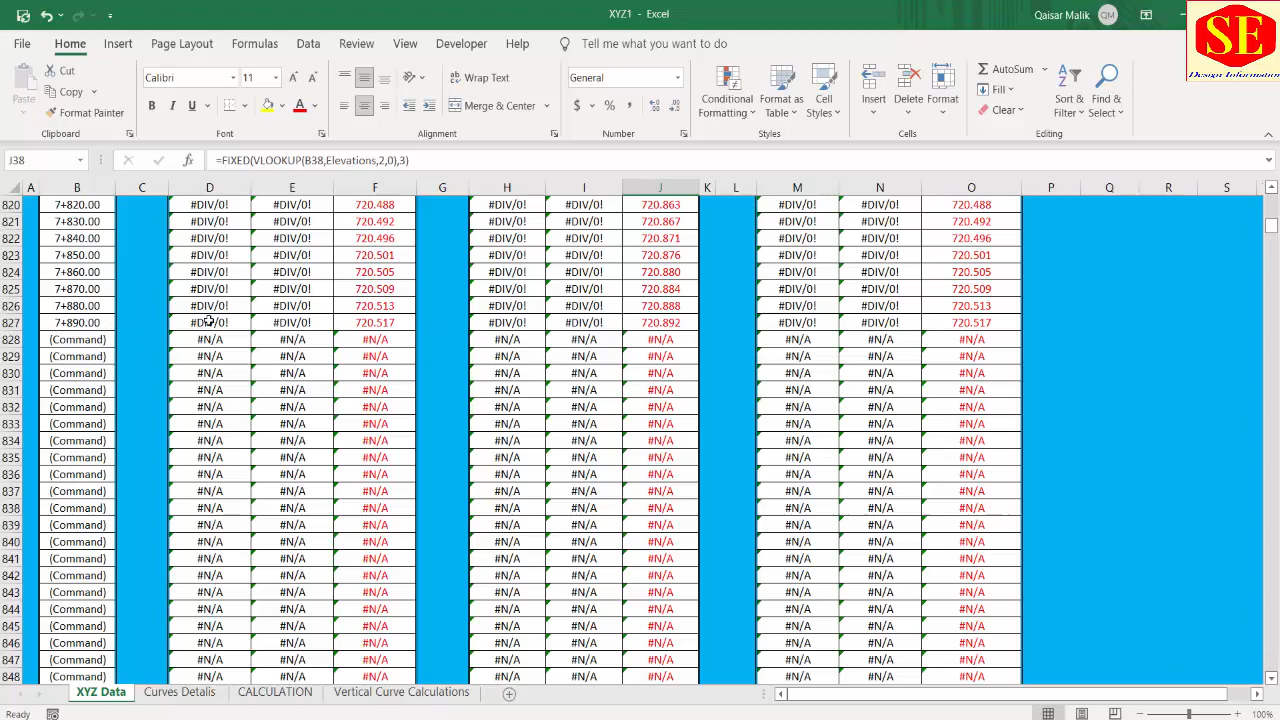 XYZ1 - Excel
Qaisar Malik QM
SE
Design Information
File Home Insert Page Layout Formulas Data Review View Developer Help Tell me what you want to do
Cut
Copy
Format Painter
Paste
Calibri 11
B I U A
Wrap Text
Merge & Center
General
$ % ,
Conditional Formatting
Format as Table
Cell Styles
Insert Delete Format
AutoSum
Fill
Clear
Sort & Filter
Find & Select
Clipboard Font Alignment Number Styles Cells Editing
J38 fx =FIXED(VLOOKUP(B38,Elevations,2,0),3)
A B C D E F G H I J K L M N O P Q R S
820 7+820.00 #DIV/0! #DIV/0! 720.488 #DIV/0! #DIV/0! 720.863 #DIV/0! #DIV/0! 720.488
821 7+830.00 #DIV/0! #DIV/0! 720.492 #DIV/0! #DIV/0! 720.867 #DIV/0! #DIV/0! 720.492
822 7+840.00 #DIV/0! #DIV/0! 720.496 #DIV/0! #DIV/0! 720.871 #DIV/0! #DIV/0! 720.496
823 7+850.00 #DIV/0! #DIV/0! 720.501 #DIV/0! #DIV/0! 720.876 #DIV/0! #DIV/0! 720.501
824 7+860.00 #DIV/0! #DIV/0! 720.505 #DIV/0! #DIV/0! 720.880 #DIV/0! #DIV/0! 720.505
825 7+870.00 #DIV/0! #DIV/0! 720.509 #DIV/0! #DIV/0! 720.884 #DIV/0! #DIV/0! 720.509
826 7+880.00 #DIV/0! #DIV/0! 720.513 #DIV/0! #DIV/0! 720.888 #DIV/0! #DIV/0! 720.513
827 7+890.00 #DIV/0! #DIV/0! 720.517 #DIV/0! #DIV/0! 720.892 #DIV/0! #DIV/0! 720.517
828 (Command) #N/A #N/A #N/A #N/A #N/A #N/A #N/A #N/A #N/A
829 (Command) #N/A #N/A #N/A #N/A #N/A #N/A #N/A #N/A #N/A
830 (Command) #N/A #N/A #N/A #N/A #N/A #N/A #N/A #N/A #N/A
831 (Command) #N/A #N/A #N/A #N/A #N/A #N/A #N/A #N/A #N/A
832 (Command) #N/A #N/A #N/A #N/A #N/A #N/A #N/A #N/A #N/A
833 (Command) #N/A #N/A #N/A #N/A #N/A #N/A #N/A #N/A #N/A
834 (Command) #N/A #N/A #N/A #N/A #N/A #N/A #N/A #N/A #N/A
835 (Command) #N/A #N/A #N/A #N/A #N/A #N/A #N/A #N/A #N/A
836 (Command) #N/A #N/A #N/A #N/A #N/A #N/A #N/A #N/A #N/A
837 (Command) #N/A #N/A #N/A #N/A #N/A #N/A #N/A #N/A #N/A
838 (Command) #N/A #N/A #N/A #N/A #N/A #N/A #N/A #N/A #N/A
839 (Command) #N/A #N/A #N/A #N/A #N/A #N/A #N/A #N/A #N/A
840 (Command) #N/A #N/A #N/A #N/A #N/A #N/A #N/A #N/A #N/A
841 (Command) #N/A #N/A #N/A #N/A #N/A #N/A #N/A #N/A #N/A
842 (Command) #N/A #N/A #N/A #N/A #N/A #N/A #N/A #N/A #N/A
843 (Command) #N/A #N/A #N/A #N/A #N/A #N/A #N/A #N/A #N/A
844 (Command) #N/A #N/A #N/A #N/A #N/A #N/A #N/A #N/A #N/A
845 (Command) #N/A #N/A #N/A #N/A #N/A #N/A #N/A #N/A #N/A
846 (Command) #N/A #N/A #N/A #N/A #N/A #N/A #N/A #N/A #N/A
847 (Command) #N/A #N/A #N/A #N/A #N/A #N/A #N/A #N/A #N/A
848 (Command) #N/A #N/A #N/A #N/A #N/A #N/A #N/A #N/A #N/A
XYZ Data Curves Detalis CALCULATION Vertical Curve Calculations
Ready 100%